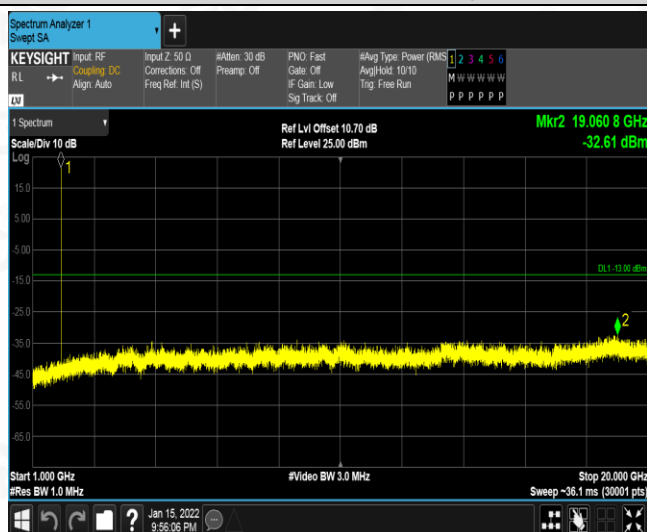 Spectrum Analyzer 1
Swept SA
+
KEYSIGHT Input: RF Input Z: 50 Ω #Atten: 30 dB PNO: Fast #Avg Type: Power (RMS 1 2 3 4 5 6
RL Coupling: DC Corrections: Off Preamp: Off Gate: Off Avg|Hold: 10/10 M W W W W W
Align: Auto Freq Ref: Int (S) IF Gain: Low Trig: Free Run
Sig Track: Off P P P P P P
LXI
1 Spectrum Ref Lvl Offset 10.70 dB Mkr2 19.060 8 GHz
Scale/Div 10 dB Ref Level 25.00 dBm -32.61 dBm
Log 1
15.0
5.00
-5.00
DL1 -13.00 dBm
-15.0
-25.0
2
-35.0
-45.0
-55.0
-65.0
Start 1.000 GHz #Video BW 3.0 MHz Stop 20.000 GHz
#Res BW 1.0 MHz Sweep ~36.1 ms (30001 pts)
? Jan 15, 2022
9:56:06 PM